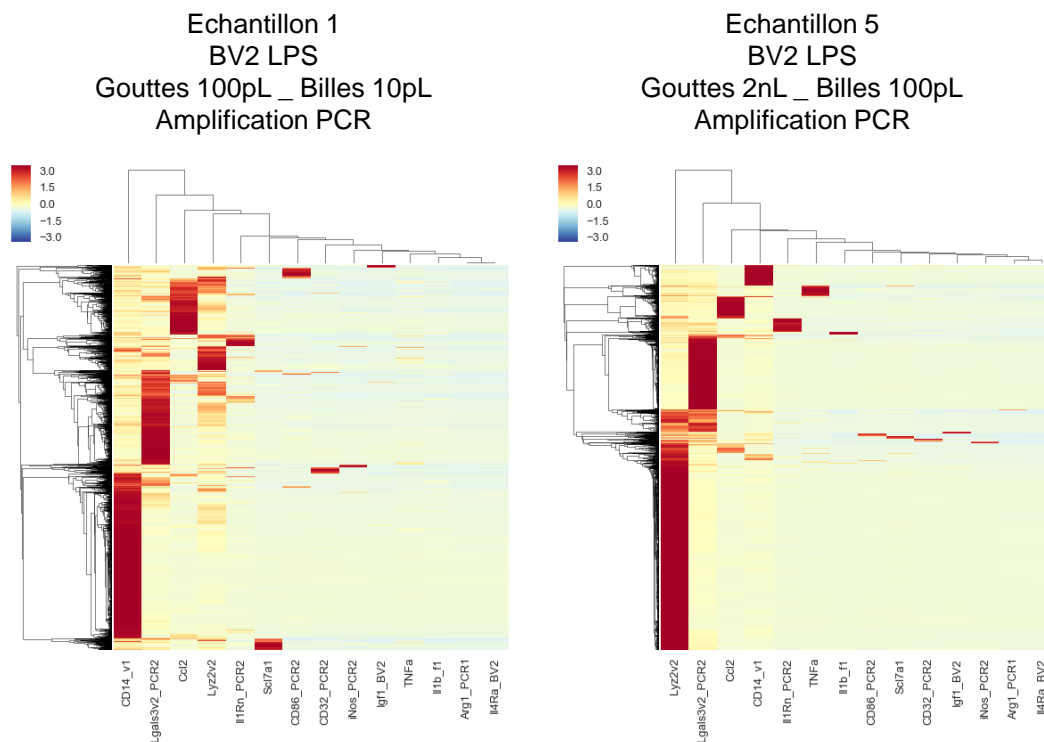 Echantillon 1
BV2 LPS
Gouttes 100pL _ Billes 10pL
Amplification PCR
3.0
1.5
0.0
−1.5
−3.0
CD14_v1
Lgals3v2_PCR2
Ccl2
Lyz2v2
Il1Rn_PCR2
Scl7a1
CD86_PCR2
CD32_PCR2
iNos_PCR2
Igf1_BV2
TNFa
Il1b_f1
Arg1_PCR1
Il4Ra_BV2
Echantillon 5
BV2 LPS
Gouttes 2nL _ Billes 100pL
Amplification PCR
3.0
1.5
0.0
−1.5
−3.0
Lyz2v2
Lgals3v2_PCR2
Ccl2
CD14_v1
Il1Rn_PCR2
TNFa
Il1b_f1
CD86_PCR2
Scl7a1
CD32_PCR2
Igf1_BV2
iNos_PCR2
Arg1_PCR1
Il4Ra_BV2